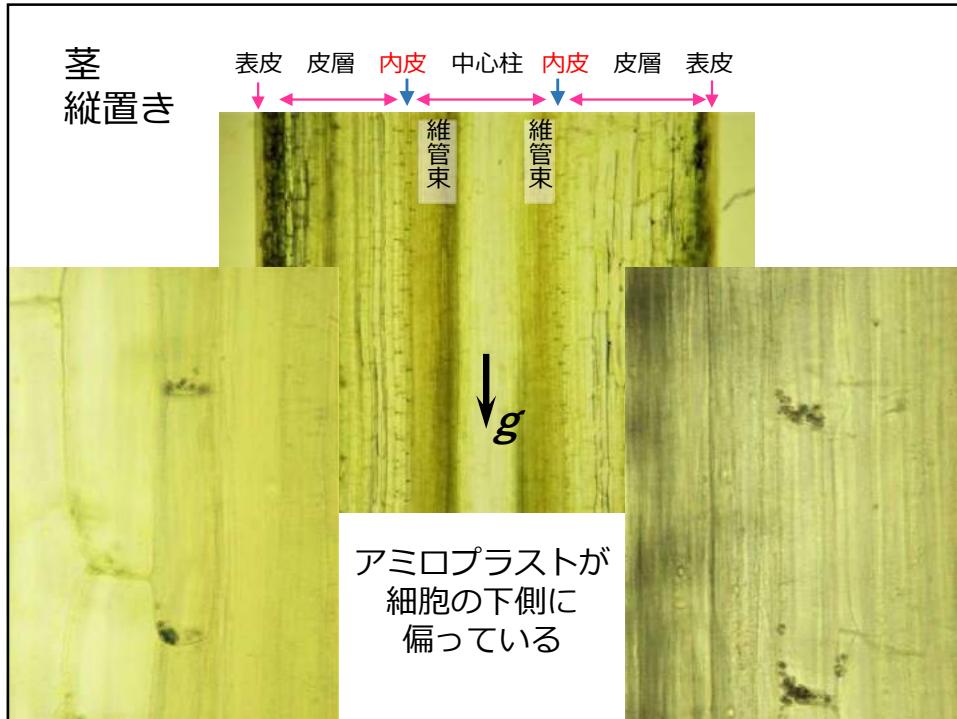 茎
縦置き
表皮 皮層 内皮 中心柱 内皮 皮層 表皮
維管束
維管束
g
アミロプラストが
細胞の下側に
偏っている